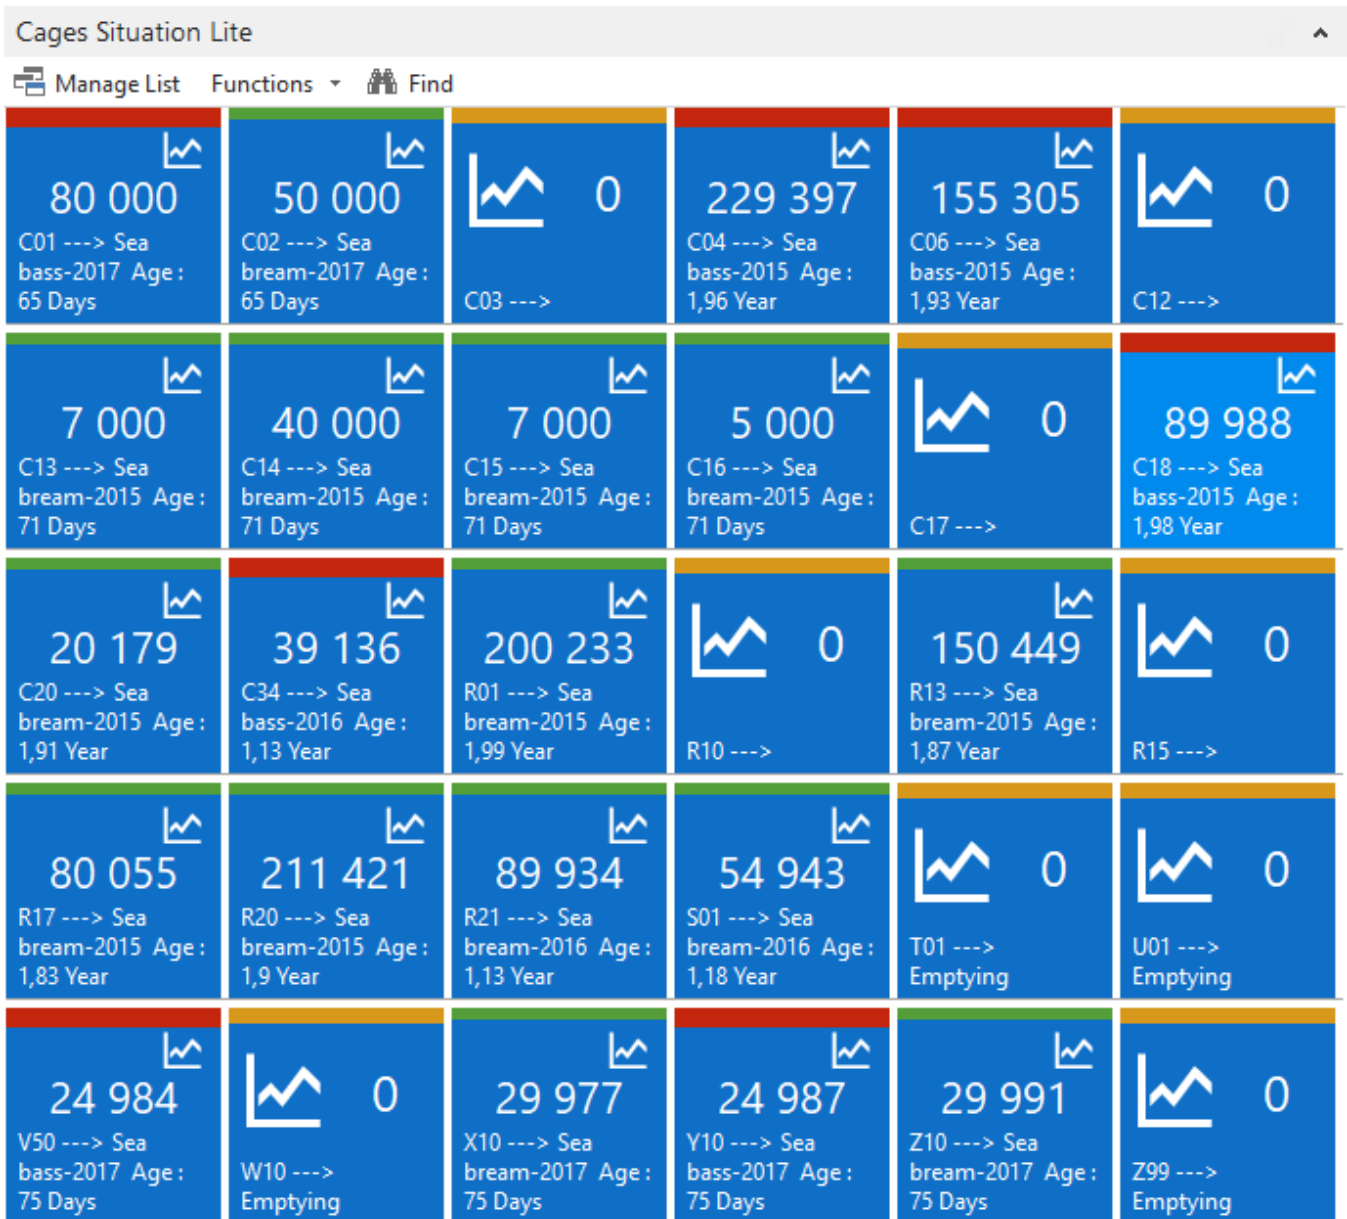 Cages Situation Lite
Manage List Functions Find
80 000
C01 ---> Sea
bass-2017 Age :
65 Days
50 000
C02 ---> Sea
bream-2017 Age :
65 Days
0
C03 --->
229 397
C04 ---> Sea
bass-2015 Age :
1,96 Year
155 305
C06 ---> Sea
bass-2015 Age :
1,93 Year
0
C12 --->
7 000
C13 ---> Sea
bream-2015 Age :
71 Days
40 000
C14 ---> Sea
bream-2015 Age :
71 Days
7 000
C15 ---> Sea
bream-2015 Age :
71 Days
5 000
C16 ---> Sea
bream-2015 Age :
71 Days
0
C17 --->
89 988
C18 ---> Sea
bass-2015 Age :
1,98 Year
20 179
C20 ---> Sea
bream-2015 Age :
1,91 Year
39 136
C34 ---> Sea
bass-2016 Age :
1,13 Year
200 233
R01 ---> Sea
bream-2015 Age :
1,99 Year
0
R10 --->
150 449
R13 ---> Sea
bream-2015 Age :
1,87 Year
0
R15 --->
80 055
R17 ---> Sea
bream-2015 Age :
1,83 Year
211 421
R20 ---> Sea
bream-2015 Age :
1,9 Year
89 934
R21 ---> Sea
bream-2016 Age :
1,13 Year
54 943
S01 ---> Sea
bream-2016 Age :
1,18 Year
0
T01 --->
Emptying
0
U01 --->
Emptying
24 984
V50 ---> Sea
bass-2017 Age :
75 Days
0
W10 --->
Emptying
29 977
X10 ---> Sea
bream-2017 Age :
75 Days
24 987
Y10 ---> Sea
bass-2017 Age :
75 Days
29 991
Z10 ---> Sea
bream-2017 Age :
75 Days
0
Z99 --->
Emptying